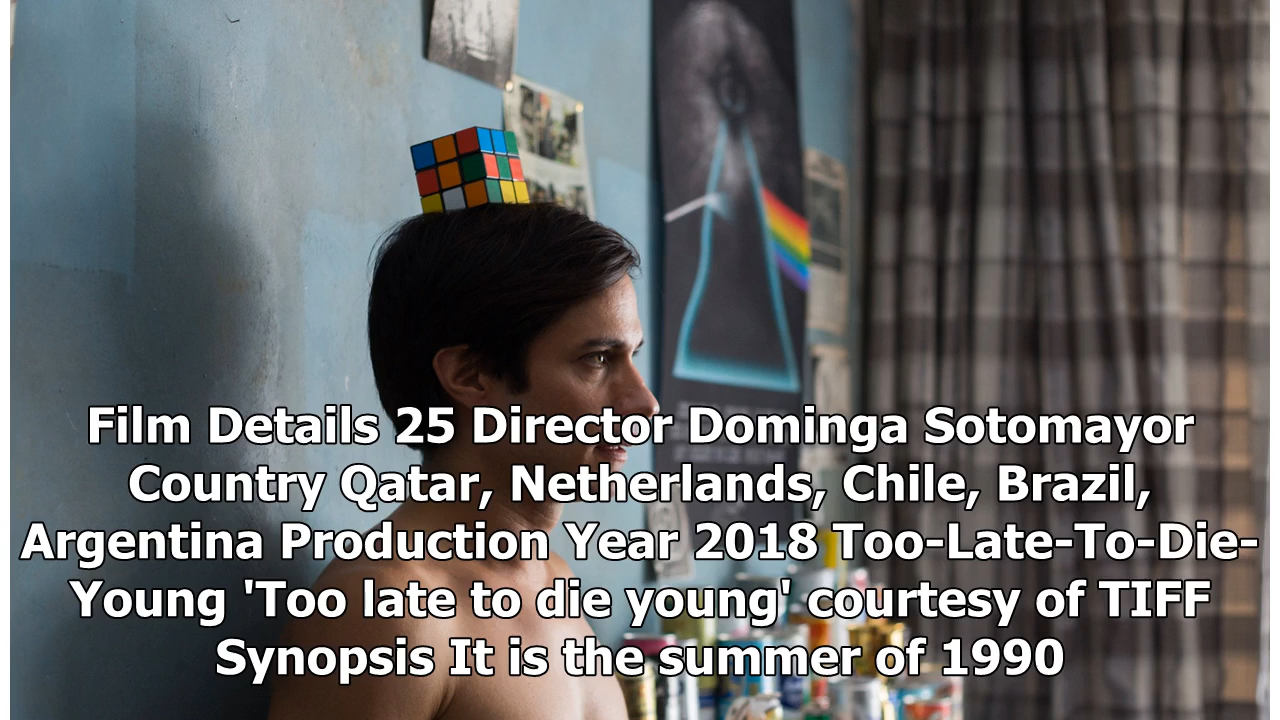 Film Details 25 Director Dominga Sotomayor
Country Qatar, Netherlands, Chile, Brazil,
Argentina Production Year 2018 Too-Late-To-Die-
Young 'Too late to die young' courtesy of TIFF
Synopsis It is the summer of 1990